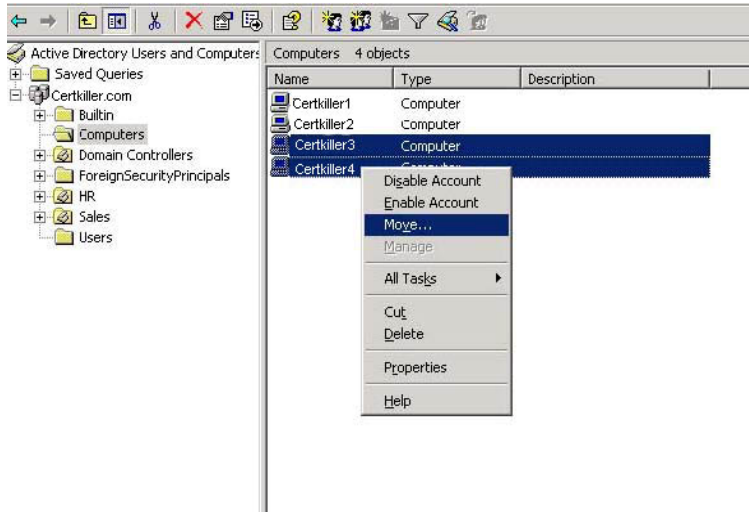 Active Directory Users and Computers
Computers 4 objects
Saved Queries
Certkiller.com
Builtin
Computers
Domain Controllers
ForeignSecurityPrincipals
HR
Sales
Users
Name Type Description
Certkiller1 Computer
Certkiller2 Computer
Certkiller3 Computer
Certkiller4 Computer
Disable Account
Enable Account
Move...
Manage
All Tasks
Cut
Delete
Properties
Help